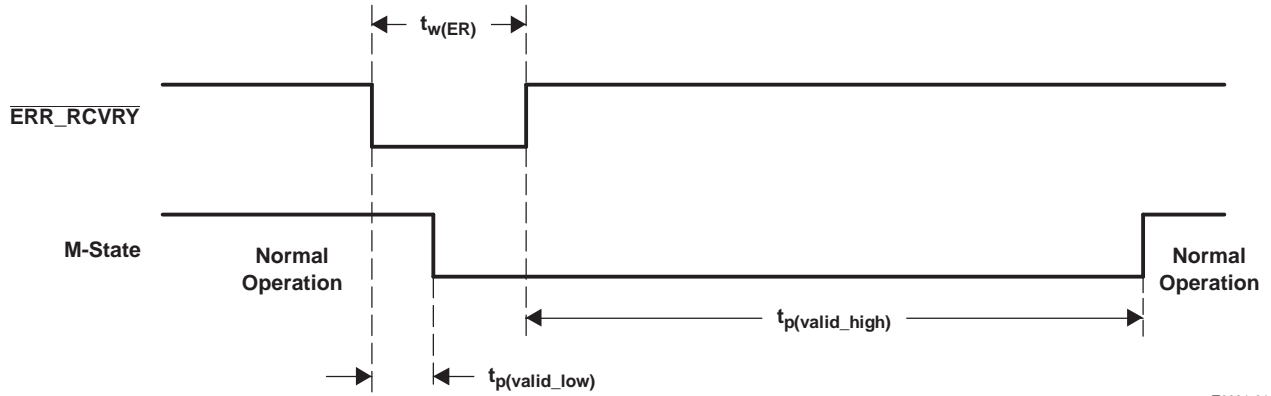 tw(ER)
ERR_RCVRY
M-State
Normal
Operation
Normal
Operation
tp(valid_high)
tp(valid_low)